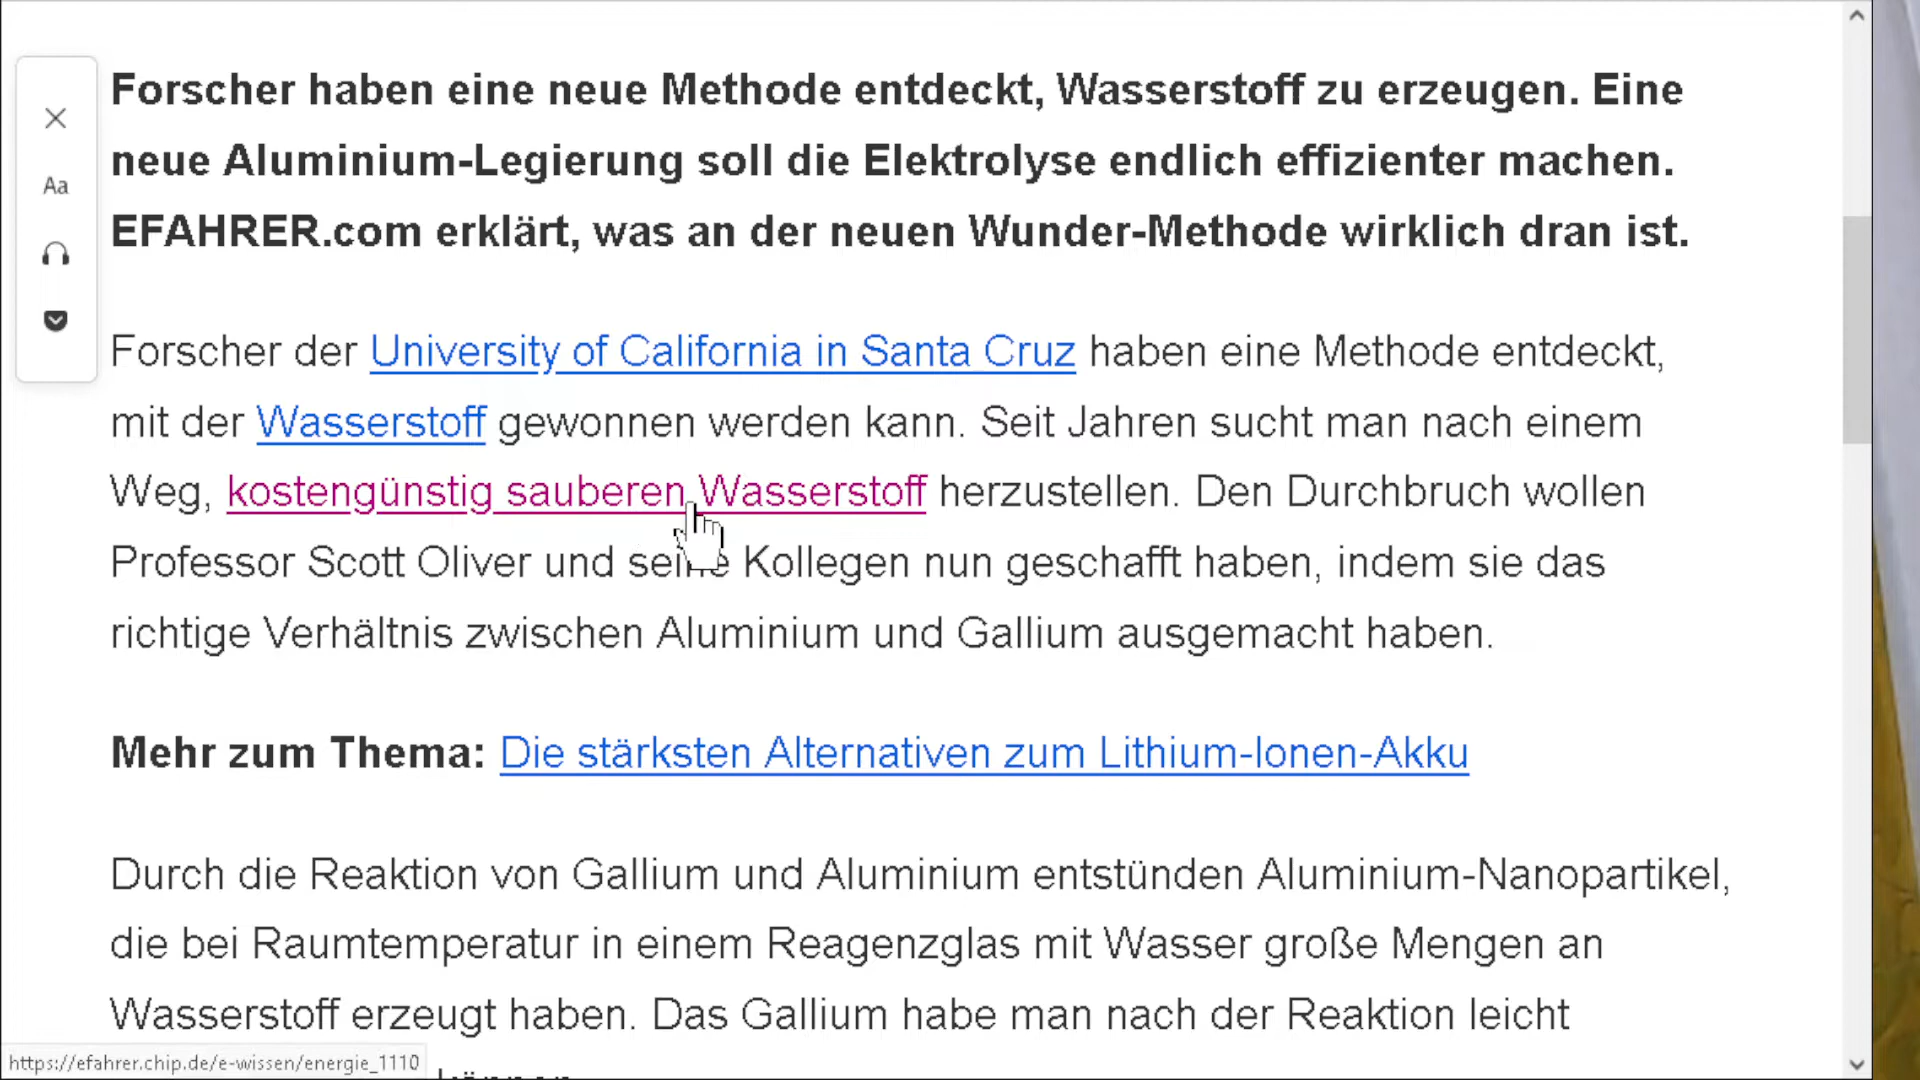 Forscher haben eine neue Methode entdeckt, Wasserstoff zu erzeugen. Eine
neue Aluminium-Legierung soll die Elektrolyse endlich effizienter machen.
EFAHRER.com erklärt, was an der neuen Wunder-Methode wirklich dran ist.
Aa
Forscher der University of California in Santa Cruz haben eine Methode entdeckt,
mit der Wasserstoff gewonnen werden kann. Seit Jahren sucht man nach einem
Weg, kostengünstig sauberen Wasserstoff herzustellen. Den Durchbruch wollen
Professor Scott Oliver und seine Kollegen nun geschafft haben, indem sie das
richtige Verhältnis zwischen Aluminium und Gallium ausgemacht haben.
Mehr zum Thema: Die stärksten Alternativen zum Lithium-Ionen-Akku
Durch die Reaktion von Gallium und Aluminium entstünden Aluminium-Nanopartikel,
die bei Raumtemperatur in einem Reagenzglas mit Wasser große Mengen an
Wasserstoff erzeugt haben. Das Gallium habe man nach der Reaktion leicht
https://efahrer.chip.de/e-wissen/energie_1110